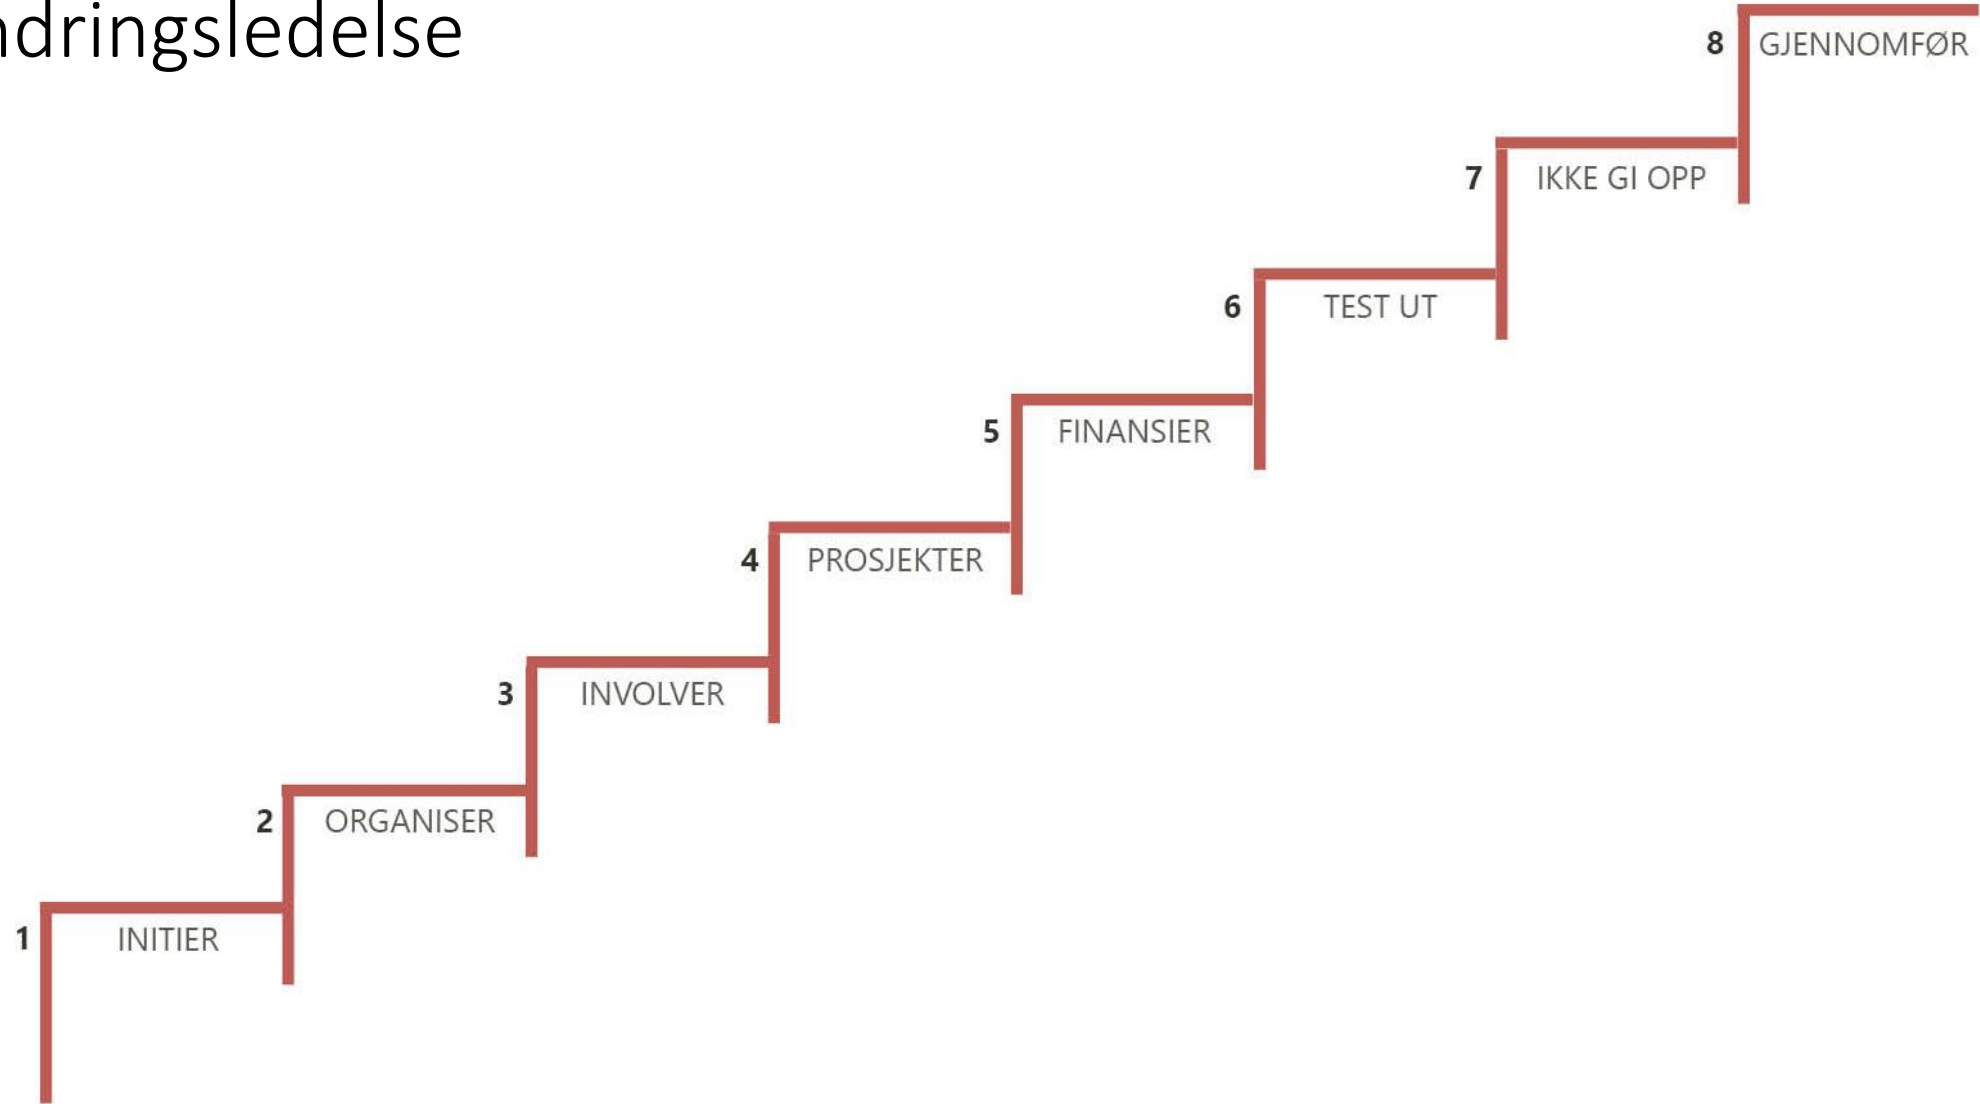 ndringsledelse
8 GJENNOMFØR
7 IKKE GI OPP
6 TEST UT
5 FINANSIER
4 PROSJEKTER
3 INVOLVER
2 ORGANISER
1 INITIER